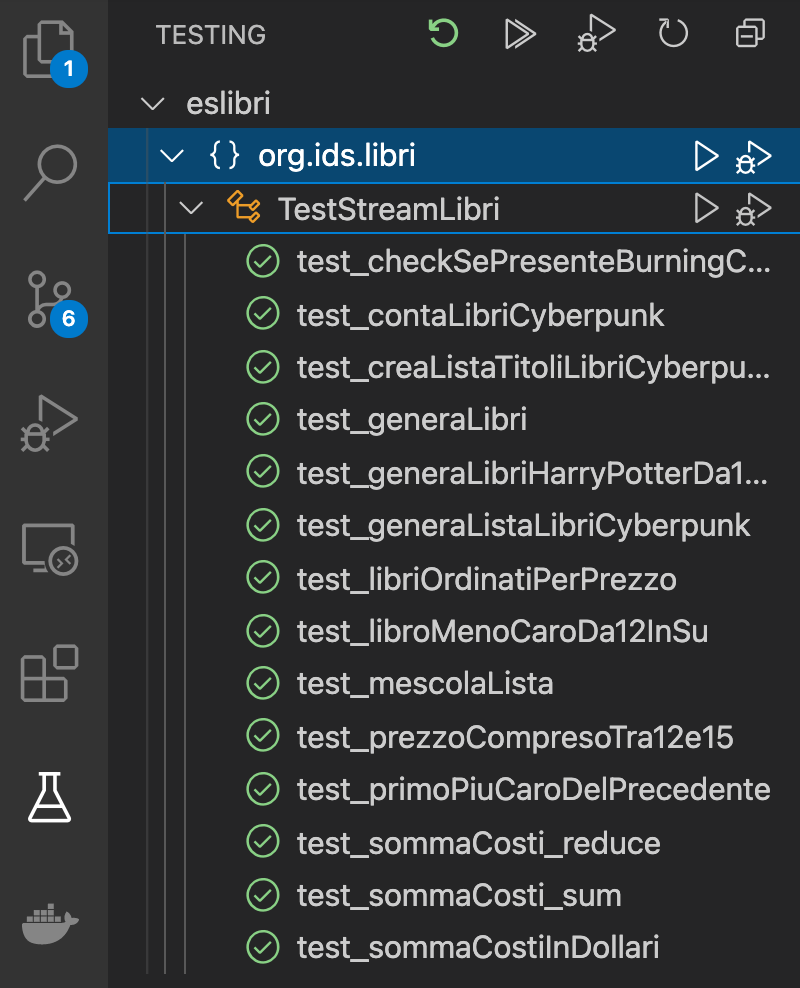 TESTING
1
eslibri
{} org.ids.libri
TestStreamLibri
test_checkSePresenteBurningC...
6
test_contaLibriCyberpunk
test_creaListaTitoliLibriCyberpu...
test_generaLibri
test_generaLibriHarryPotterDa1...
test_generaListaLibriCyberpunk
test_libriOrdinatiPerPrezzo
test_libroMenoCaroDa12InSu
test_mescolaLista
test_prezzoCompresoTra12e15
test_primoPiuCaroDelPrecedente
test_sommaCosti_reduce
test_sommaCosti_sum
test_sommaCostiInDollari